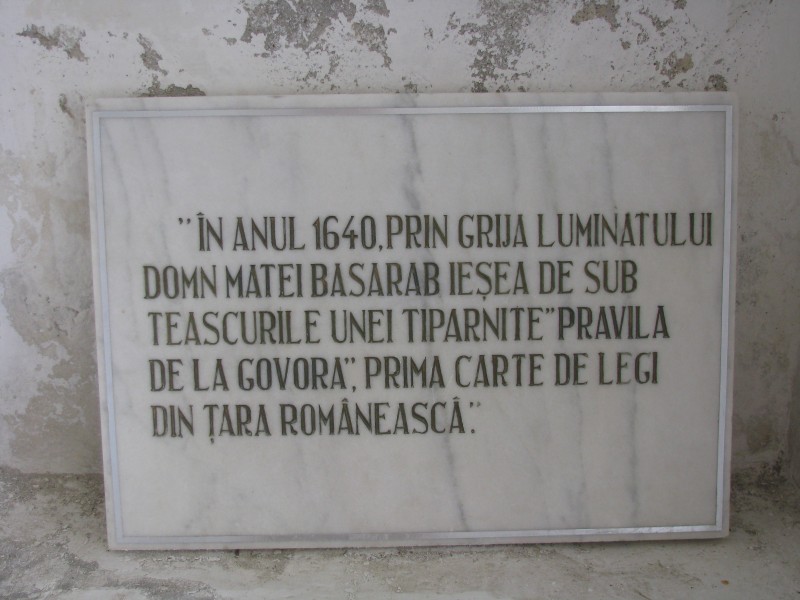 "ÎN ANUL 1640, PRIN GRIJA LUMINATULUI
DOMN MATEI BASARAB IEȘEA DE SUB
TEASCURILE UNEI TIPARNITE "PRAVILA
DE LA GOVORA", PRIMA CARTE DE LEGI
DIN ȚARA ROMÂNEASCĂ."